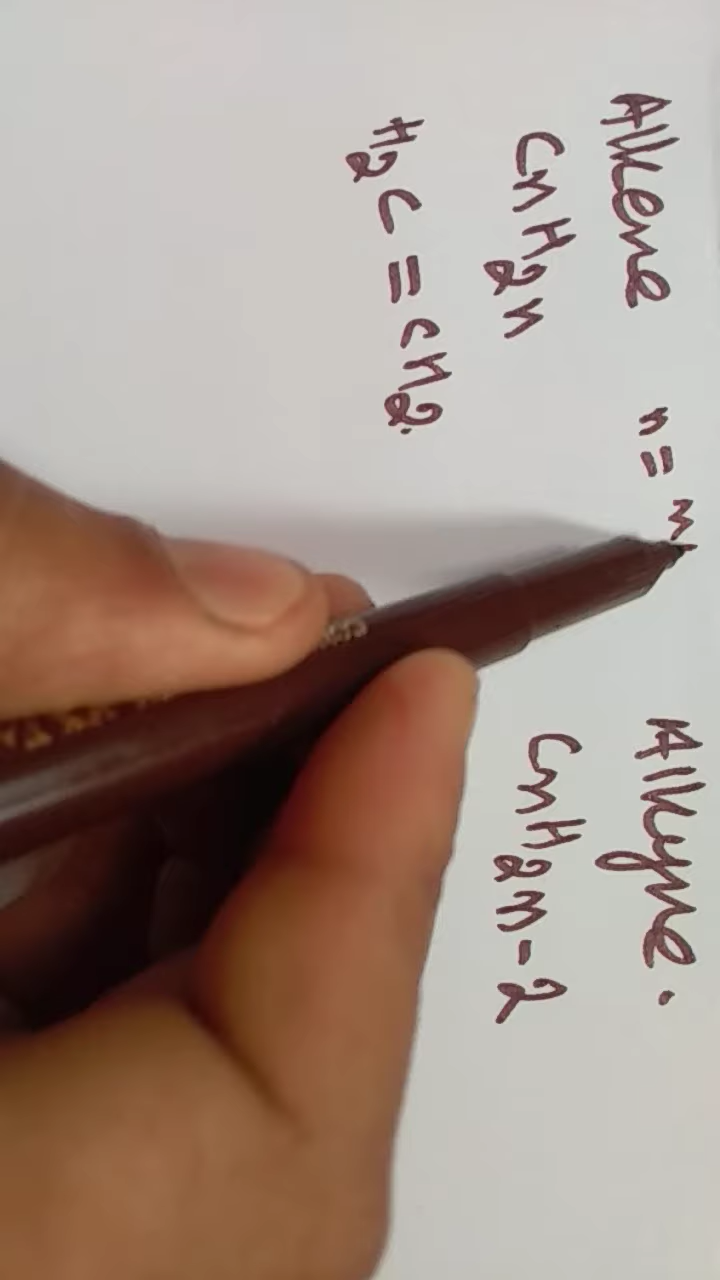 Alkene n = n
Alkyne.
CnH2n
CnH2n-2
H2C = CH2.